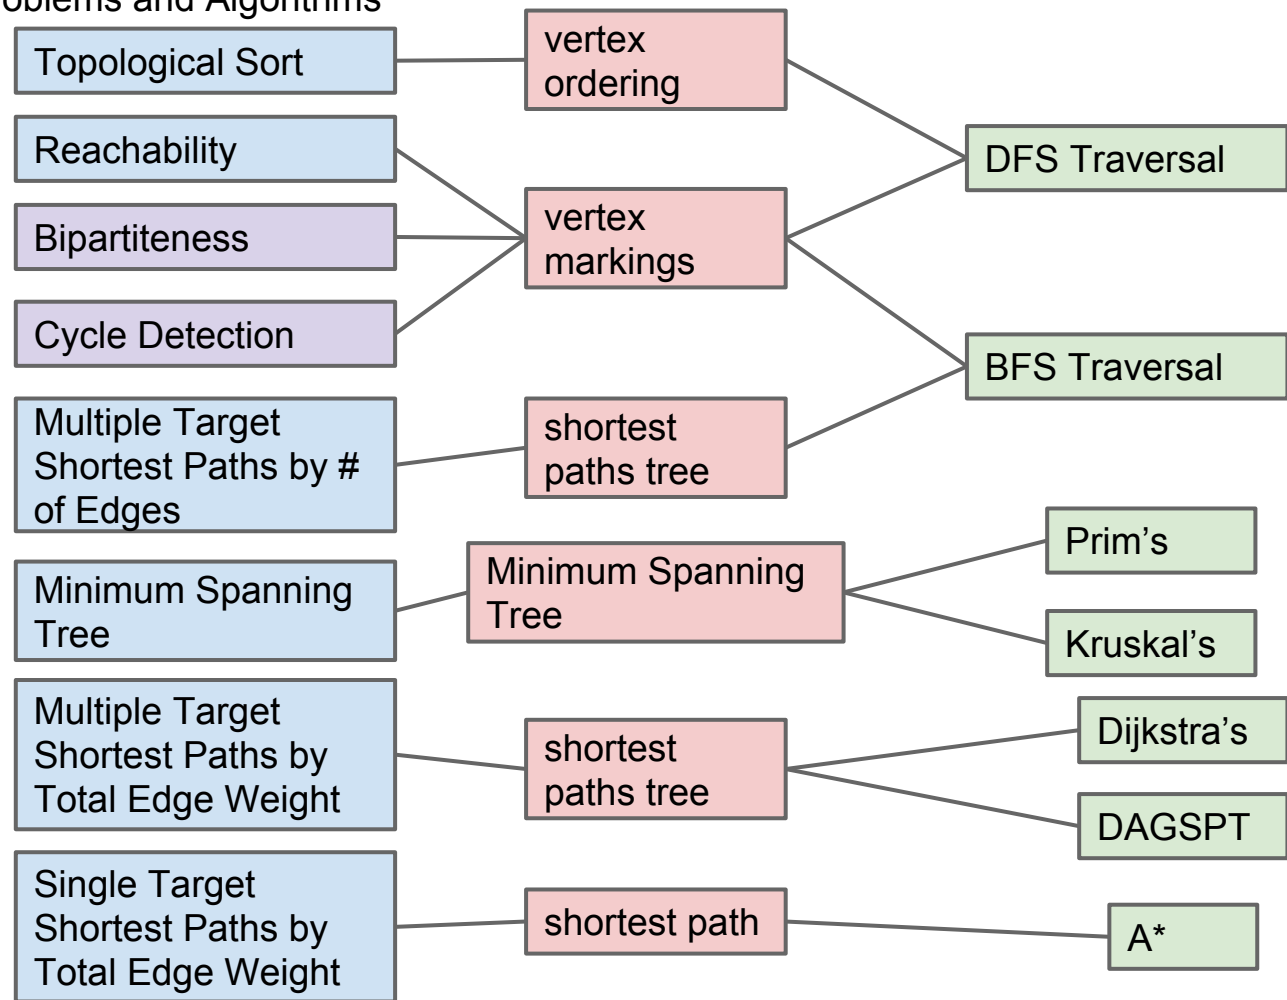 and Algorithms
Topological Sort
vertex
ordering
Reachability
DFS Traversal
Bipartiteness
vertex
markings
Cycle Detection
BFS Traversal
Multiple Target
Shortest Paths by #
of Edges
shortest
paths tree
Prim's
Minimum Spanning
Tree
Minimum Spanning
Tree
Kruskal's
Multiple Target
Shortest Paths by
Total Edge Weight
shortest
paths tree
Dijkstra's
DAGSPT
Single Target
Shortest Paths by
Total Edge Weight
shortest path
A*